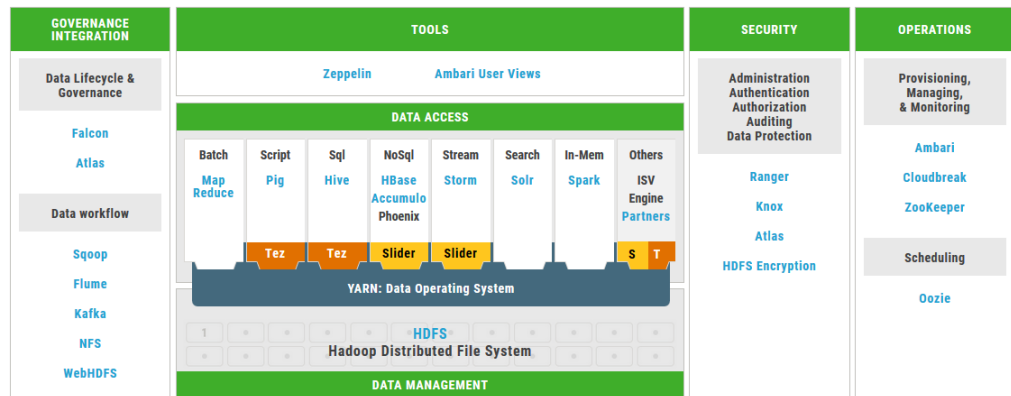 GOVERNANCE
INTEGRATION
Data Lifecycle &
Governance
Falcon
Atlas
Data workflow
Sqoop
Flume
Kafka
NFS
WebHDFS
TOOLS
Zeppelin
Ambari User Views
DATA ACCESS
Batch
Map
Reduce
Script
Pig
Tez
Sql
Hive
Tez
NoSql
HBase
Accumulo
Phoenix
Slider
Stream
Storm
Slider
Search
Solr
In-Mem
Spark
Others
ISV
Engine
Partners
S
T
YARN: Data Operating System
1
HDFS
Hadoop Distributed File System
DATA MANAGEMENT
SECURITY
Administration
Authentication
Authorization
Auditing
Data Protection
Ranger
Knox
Atlas
HDFS Encryption
OPERATIONS
Provisioning,
Managing,
& Monitoring
Ambari
Cloudbreak
ZooKeeper
Scheduling
Oozie